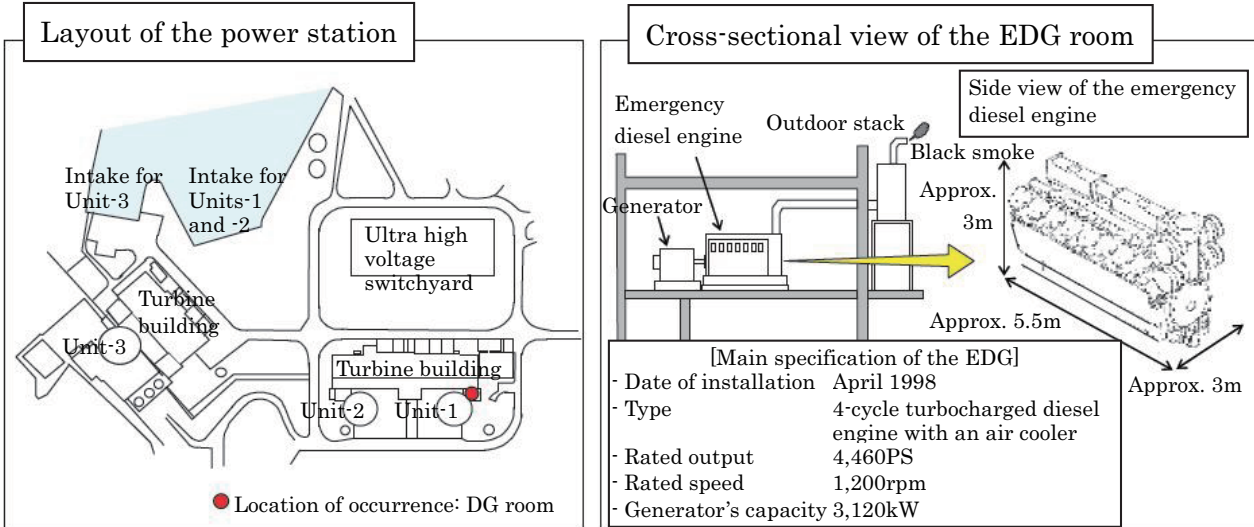 Layout of the power station
Intake for
Unit-3
Intake for
Units-1
and -2
Ultra high
voltage
switchyard
Turbine
building
Unit-3
Turbine building
Unit-2
Unit-1
Location of occurrence: DG room
Cross-sectional view of the EDG room
Side view of the emergency
diesel engine
Emergency
diesel engine
Outdoor stack
Black smoke
Generator
Approx.
3m
Approx. 5.5m
Approx. 3m
[Main specification of the EDG]
- Date of installation April 1998
- Type 4-cycle turbocharged diesel
engine with an air cooler
- Rated output 4,460PS
- Rated speed 1,200rpm
- Generator's capacity 3,120kW